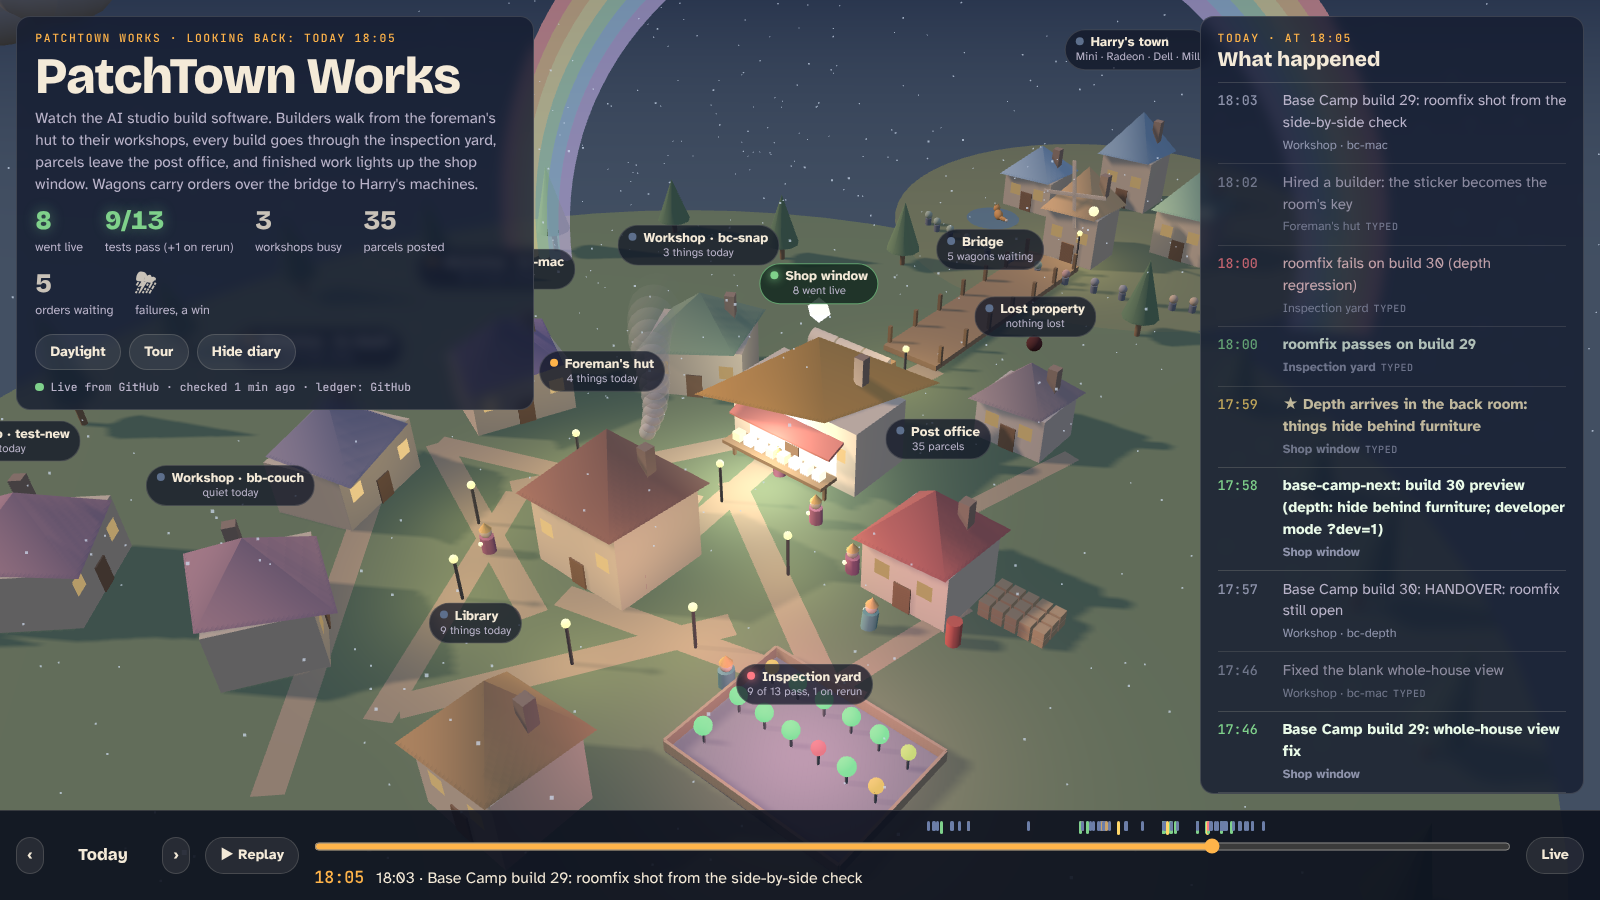 PATCHTOWN WORKS · LOOKING BACK: TODAY 18:05
PatchTown Works
Watch the AI studio build software. Builders walk from the foreman's
hut to their workshops, every build goes through the inspection yard,
parcels leave the post office, and finished work lights up the shop
window. Wagons carry orders over the bridge to Harry's machines.
8
went live
9/13
tests pass (+1 on rerun)
3
workshops busy
35
parcels posted
5
orders waiting
failures, a win
Daylight
Tour
Hide diary
Live from GitHub · checked 1 min ago · ledger: GitHub
-mac
Workshop · bc-snap
3 things today
Shop window
8 went live
Harry's town
Mini · Radeon · Dell · Mill
Bridge
5 wagons waiting
Lost property
nothing lost
Foreman's hut
4 things today
Post office
35 parcels
· test-new
today
Workshop · bb-couch
quiet today
Library
9 things today
Inspection yard
9 of 13 pass, 1 on rerun
TODAY · AT 18:05
What happened
18:03
Base Camp build 29: roomfix shot from the
side-by-side check
Workshop · bc-mac
18:02
Hired a builder: the sticker becomes the
room's key
Foreman's hut TYPED
18:00
roomfix fails on build 30 (depth
regression)
Inspection yard TYPED
18:00
roomfix passes on build 29
Inspection yard TYPED
17:59
★ Depth arrives in the back room:
things hide behind furniture
Shop window TYPED
17:58
base-camp-next: build 30 preview
(depth: hide behind furniture; developer
mode ?dev=1)
Shop window
17:57
Base Camp build 30: HANDOVER: roomfix
still open
Workshop · bc-depth
17:46
Fixed the blank whole-house view
Workshop · bc-mac TYPED
17:46
Base Camp build 29: whole-house view
fix
Shop window
‹
Today
›
▶ Replay
Live
18:05 18:03 · Base Camp build 29: roomfix shot from the side-by-side check